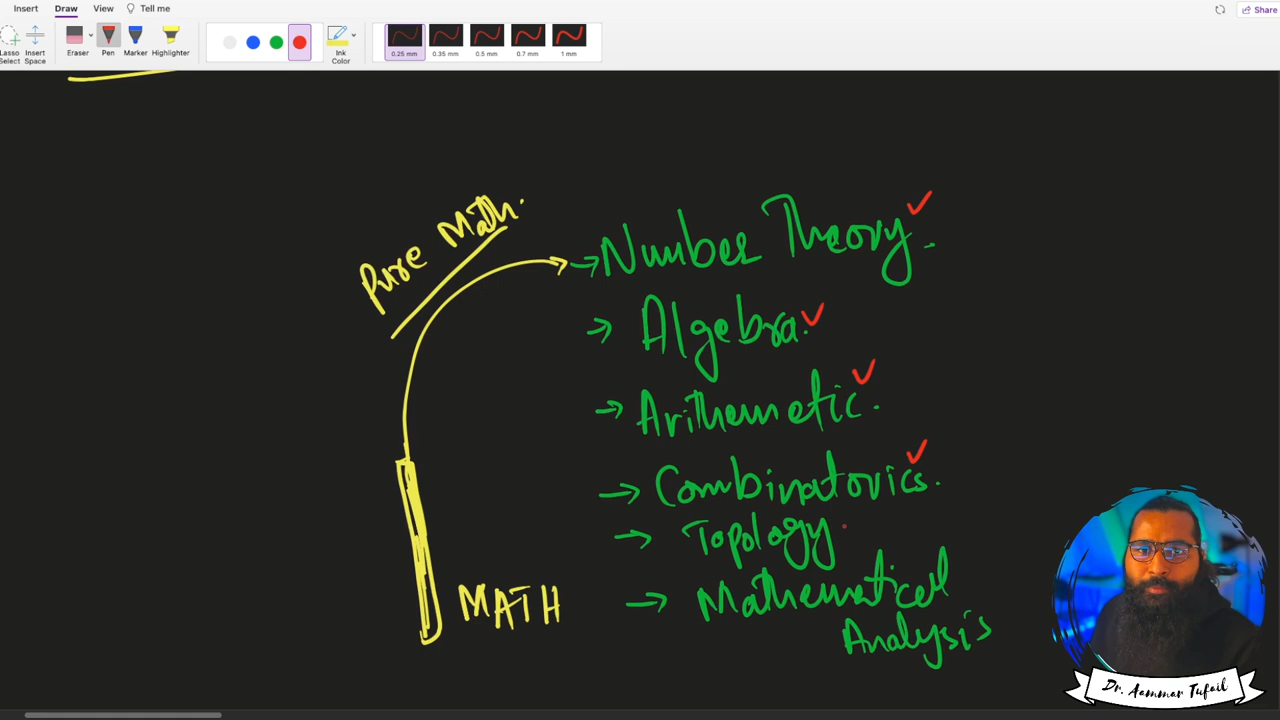 Insert Draw View Tell me
Share
Lasso Select
Insert Space
Eraser
Pen
Marker
Highlighter
Ink Color
0.25 mm
0.35 mm
0.5 mm
0.7 mm
1 mm
Pure Math.
→ Number Theory.
→ Algebra.
→ Arithemetic.
→ Combinatorics.
→ Topology
→ Mathematical
Analysis
MATH
Dr. Aammar Tufail